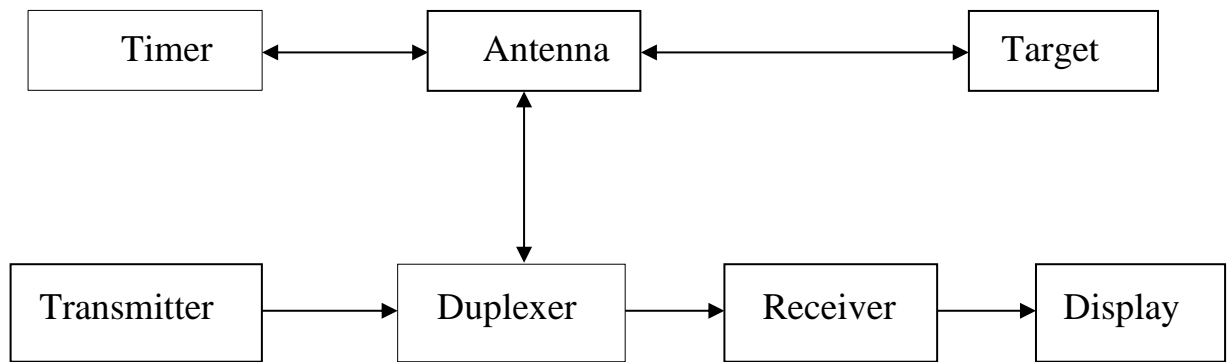 Timer
Antenna
Target
Transmitter
Duplexer
Receiver
Display